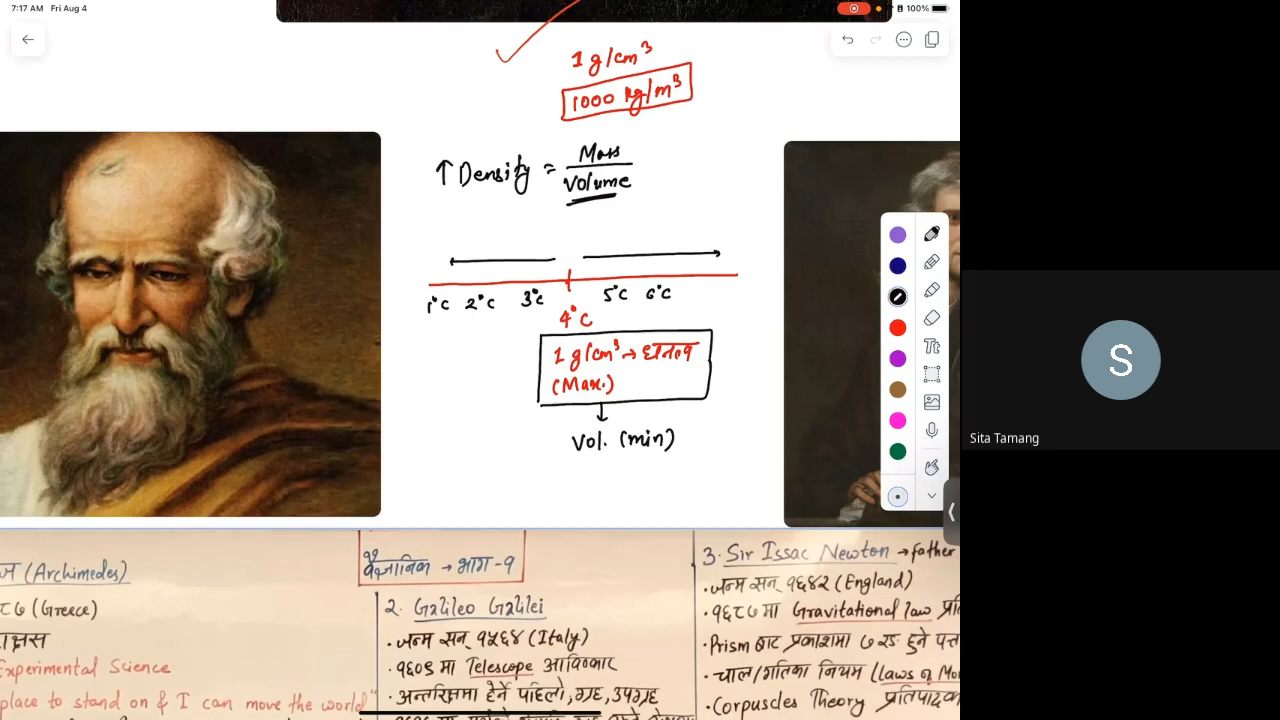 7:17 AM Fri Aug 4
100%
1 g/cm³
1000 kg/m³
↑ Density = Mass
Volume
1°C 2°C 3°C 5°C 6°C
4°C
1 g/cm³ → घनत्व
(Max.)
Vol. (min)
Tt
S
Sita Tamang
(Archimedes)
(Greece)
Experimental Science
place to stand on & I can move the world"
वैज्ञानिक → भाग-१
२. Galileo Galilei
• जन्म सन् १५६४ (Italy)
• १६०९ मा Telescope आविष्कार
• अन्तरिक्षमा हेर्ने पहिलो, ग्रह, उपग्रह
3. Sir Issac Newton → father
• जन्म सन् १६४२ (England)
• १६८७ मा Gravitational law
• Prism बाट प्रकाशमा ७ रङ हुने
• चाल/गतिका नियम (Laws of
• Corpuscles Theory